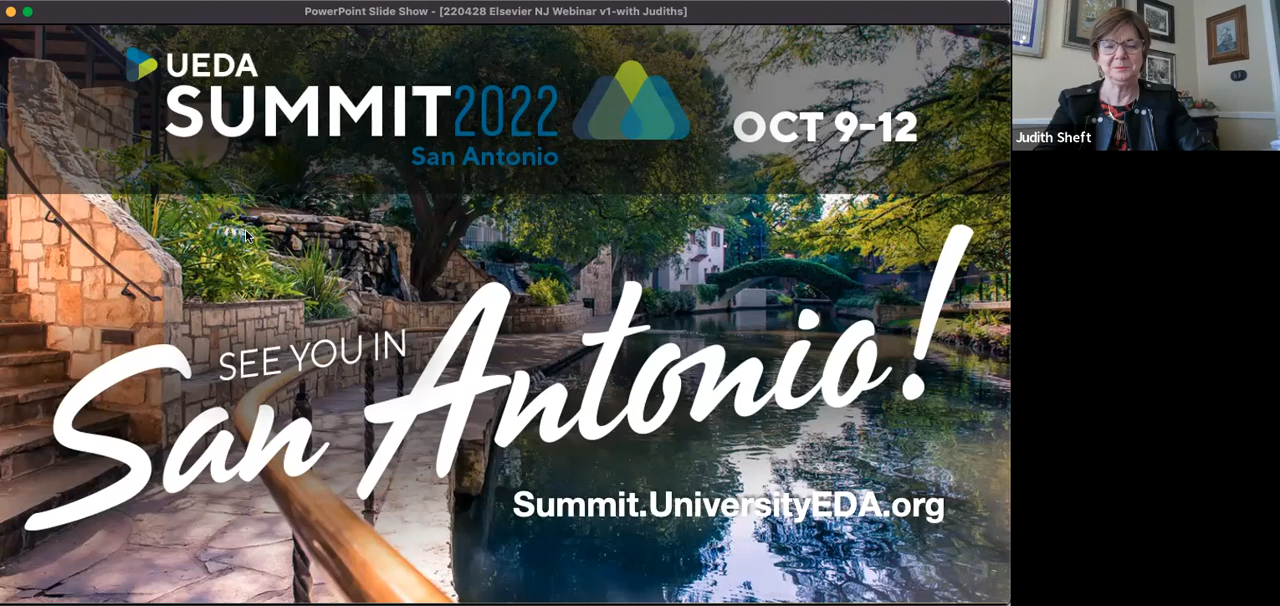 PowerPoint Slide Show - [220428 Elsevier NJ Webinar v1-with Judiths]
UEDA
SUMMIT2022
San Antonio
OCT 9-12
Judith Sheft
SEE YOU IN
San Antonio!
Summit.UniversityEDA.org